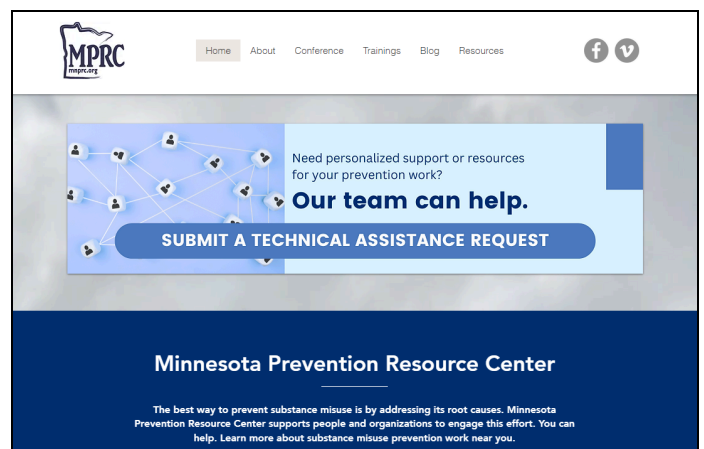 MPRC
mnprc.org
Home About Conference Trainings Blog Resources
Need personalized support or resources
for your prevention work?
Our team can help.
SUBMIT A TECHNICAL ASSISTANCE REQUEST
Minnesota Prevention Resource Center
The best way to prevent substance misuse is by addressing its root causes. Minnesota
Prevention Resource Center supports people and organizations to engage this effort. You can
help. Learn more about substance misuse prevention work near you.